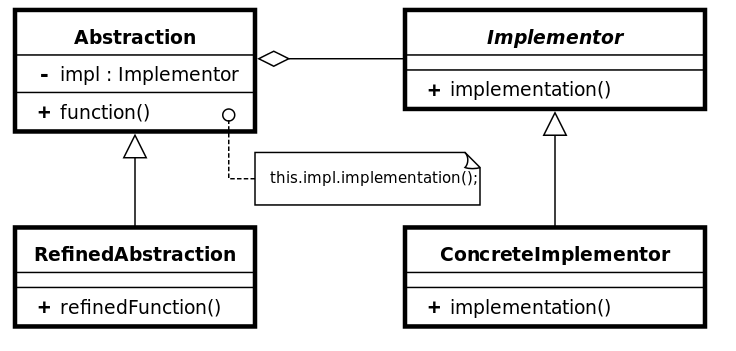 Abstraction
- impl : Implementor
+ function()
Implementor
+ implementation()
this.impl.implementation();
RefinedAbstraction
+ refinedFunction()
ConcreteImplementor
+ implementation()